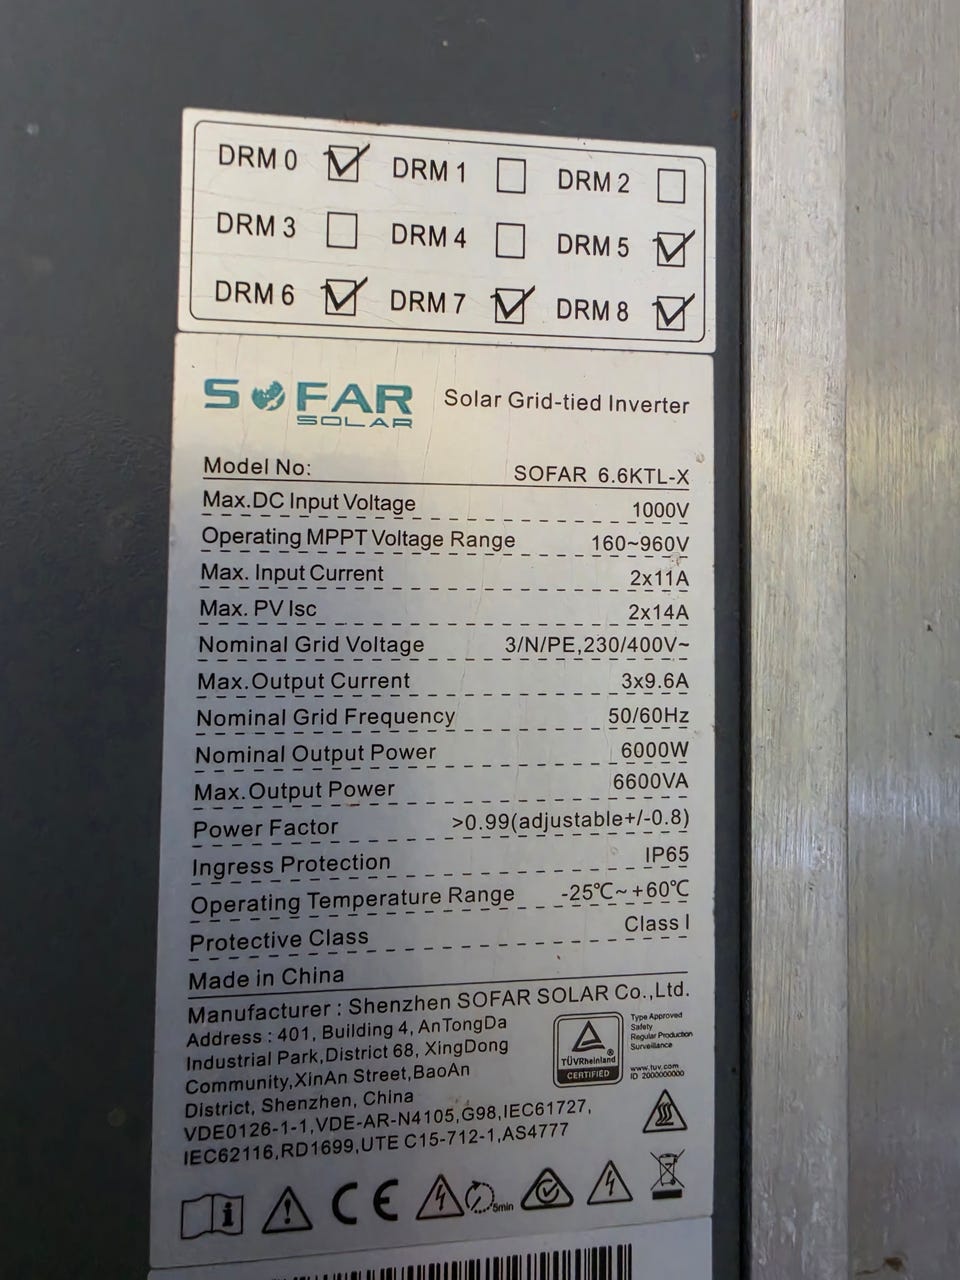 DRM 0 DRM 1 DRM 2
DRM 3 DRM 4 DRM 5
DRM 6 DRM 7 DRM 8
SOFAR SOLAR
Solar Grid-tied Inverter
Model No: SOFAR 6.6KTL-X
Max.DC Input Voltage 1000V
Operating MPPT Voltage Range 160~960V
Max. Input Current 2x11A
Max. PV Isc 2x14A
Nominal Grid Voltage 3/N/PE,230/400V~
Max.Output Current 3x9.6A
Nominal Grid Frequency 50/60Hz
Nominal Output Power 6000W
Max.Output Power 6600VA
Power Factor >0.99(adjustable+/-0.8)
Ingress Protection IP65
Operating Temperature Range -25℃~+60℃
Protective Class Class I
Made in China
Manufacturer : Shenzhen SOFAR SOLAR Co.,Ltd.
Address : 401, Building 4, AnTongDa
Industrial Park,District 68, XingDong
Community,XinAn Street,BaoAn
District, Shenzhen, China
VDE0126-1-1,VDE-AR-N4105,G98,IEC61727,
IEC62116,RD1699,UTE C15-712-1,AS4777
TÜVRheinland®
CERTIFIED
Type Approved
Safety
Regular Production
Surveillance
www.tuv.com
ID 2000000000
CE
5min